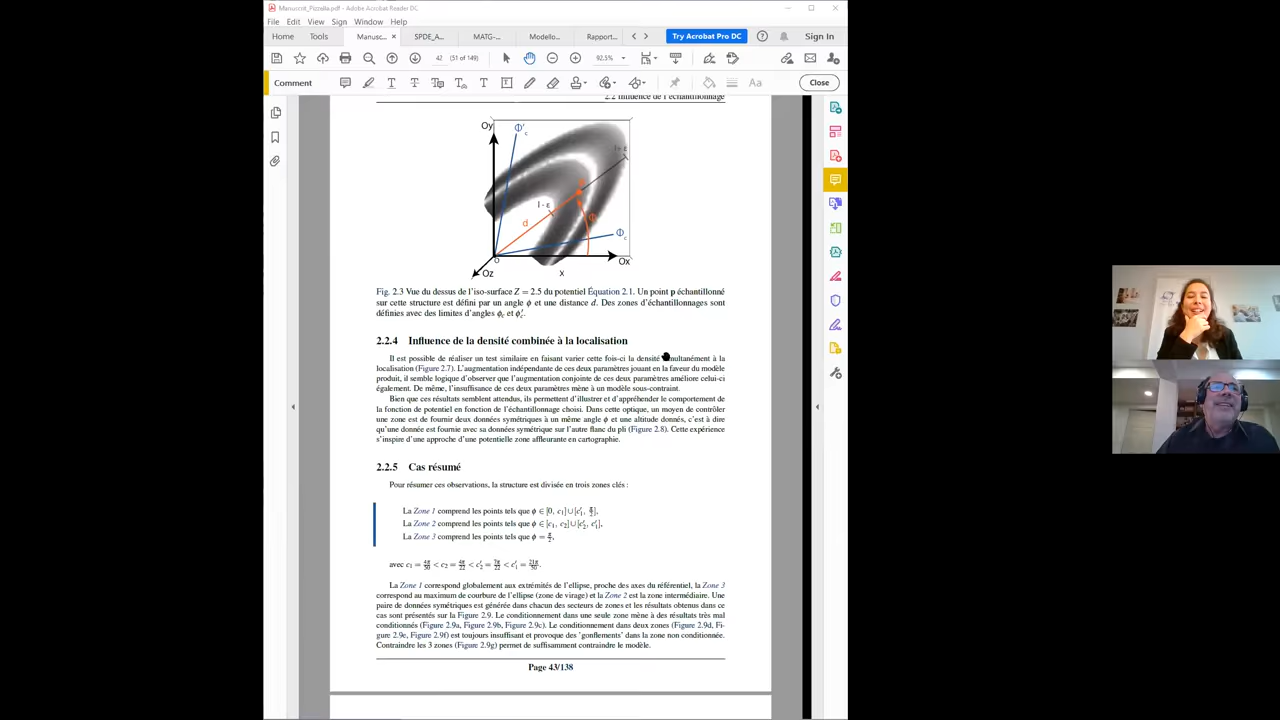 Manuscrit_Pizzella.pdf - Adobe Acrobat Reader DC
File Edit View Sign Window Help
Home Tools Manusc... × SPDE_A... MATG-... Modelo... Rapport... Try Acrobat Pro DC Sign In
42 (51 of 149) 92.5%
Comment Close
2.2 Influence de l'échantillonnage
Oy
Φ'c
1+ ε
1 - ε
d
Φc
O
Ox
Oz
x
Fig. 2.3 Vue du dessus de l'iso-surface Z = 2.5 du potentiel Équation 2.1. Un point p échantillonné
sur cette structure est défini par un angle ϕ et une distance d. Des zones d'échantillonnages sont
définies avec des limites d'angles ϕc et ϕ'c.
2.2.4 Influence de la densité combinée à la localisation
Il est possible de réaliser un test similaire en faisant varier cette fois-ci la densité simultanément à la
localisation (Figure 2.7). L'augmentation indépendante de ces deux paramètres jouant en la faveur du modèle
produit, il semble logique d'observer que l'augmentation conjointe de ces deux paramètres améliore celui-ci
également. De même, l'insuffisance de ces deux paramètres mène à un modèle sous-contraint.
Bien que ces résultats semblent attendus, ils permettent d'illustrer et d'appréhender le comportement de
la fonction de potentiel en fonction de l'échantillonnage choisi. Dans cette optique, un moyen de contrôler
une zone est de fournir deux données symétriques à un même angle ϕ et une altitude donnés, c'est à dire
qu'une donnée est fournie avec sa données symétrique sur l'autre flanc du pli (Figure 2.8). Cette expérience
s'inspire d'une approche d'une potentielle zone affleurante en cartographie.
2.2.5 Cas résumé
Pour résumer ces observations, la structure est divisée en trois zones clés :
La Zone 1 comprend les points tels que ϕ ∈ [0, c1] ∪ [c'1, π/2],
La Zone 2 comprend les points tels que ϕ ∈ [c1, c2] ∪ [c'2, c'1],
La Zone 3 comprend les points tels que ϕ = π/2,
La Zone 1 correspond globalement aux extrémités de l'ellipse, proche des axes du référentiel, la Zone 3
correspond au maximum de courbure de l'ellipse (zone de virage) et la Zone 2 est la zone intermédiaire. Une
paire de données symétriques est générée dans chacun des secteurs de zones et les résultats obtenus dans ce
cas sont présentés sur la Figure 2.9. Le conditionnement dans une seule zone mène à des résultats très mal
conditionnés (Figure 2.9a, Figure 2.9b, Figure 2.9c). Le conditionnement dans deux zones (Figure 2.9d, Fi-
gure 2.9e, Figure 2.9f) est toujours insuffisant et provoque des 'gonflements' dans la zone non conditionnée.
Contraindre les 3 zones (Figure 2.9g) permet de suffisamment contraindre le modèle.
Page 43/138